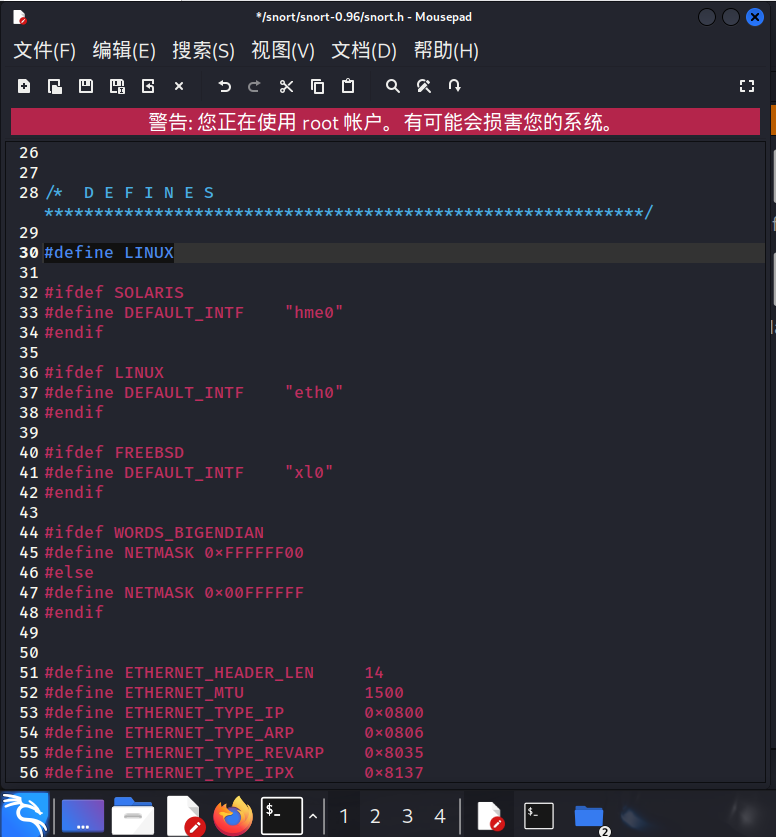 */snort/snort-0.96/snort.h - Mousepad
文件(F) 编辑(E) 搜索(S) 视图(V) 文档(D) 帮助(H)
警告: 您正在使用 root 帐户。有可能会损害您的系统。
26
27
28 /*  D E F I N E S
************************************************************/
29
30 #define LINUX
31
32 #ifdef SOLARIS
33 #define DEFAULT_INTF    "hme0"
34 #endif
35
36 #ifdef LINUX
37 #define DEFAULT_INTF    "eth0"
38 #endif
39
40 #ifdef FREEBSD
41 #define DEFAULT_INTF    "xl0"
42 #endif
43
44 #ifdef WORDS_BIGENDIAN
45 #define NETMASK 0xFFFFFF00
46 #else
47 #define NETMASK 0x00FFFFFF
48 #endif
49
50
51 #define ETHERNET_HEADER_LEN     14
52 #define ETHERNET_MTU            1500
53 #define ETHERNET_TYPE_IP        0x0800
54 #define ETHERNET_TYPE_ARP       0x0806
55 #define ETHERNET_TYPE_REVARP    0x8035
56 #define ETHERNET_TYPE_IPX       0x8137
$_ 1 2 3 4 $_ 2